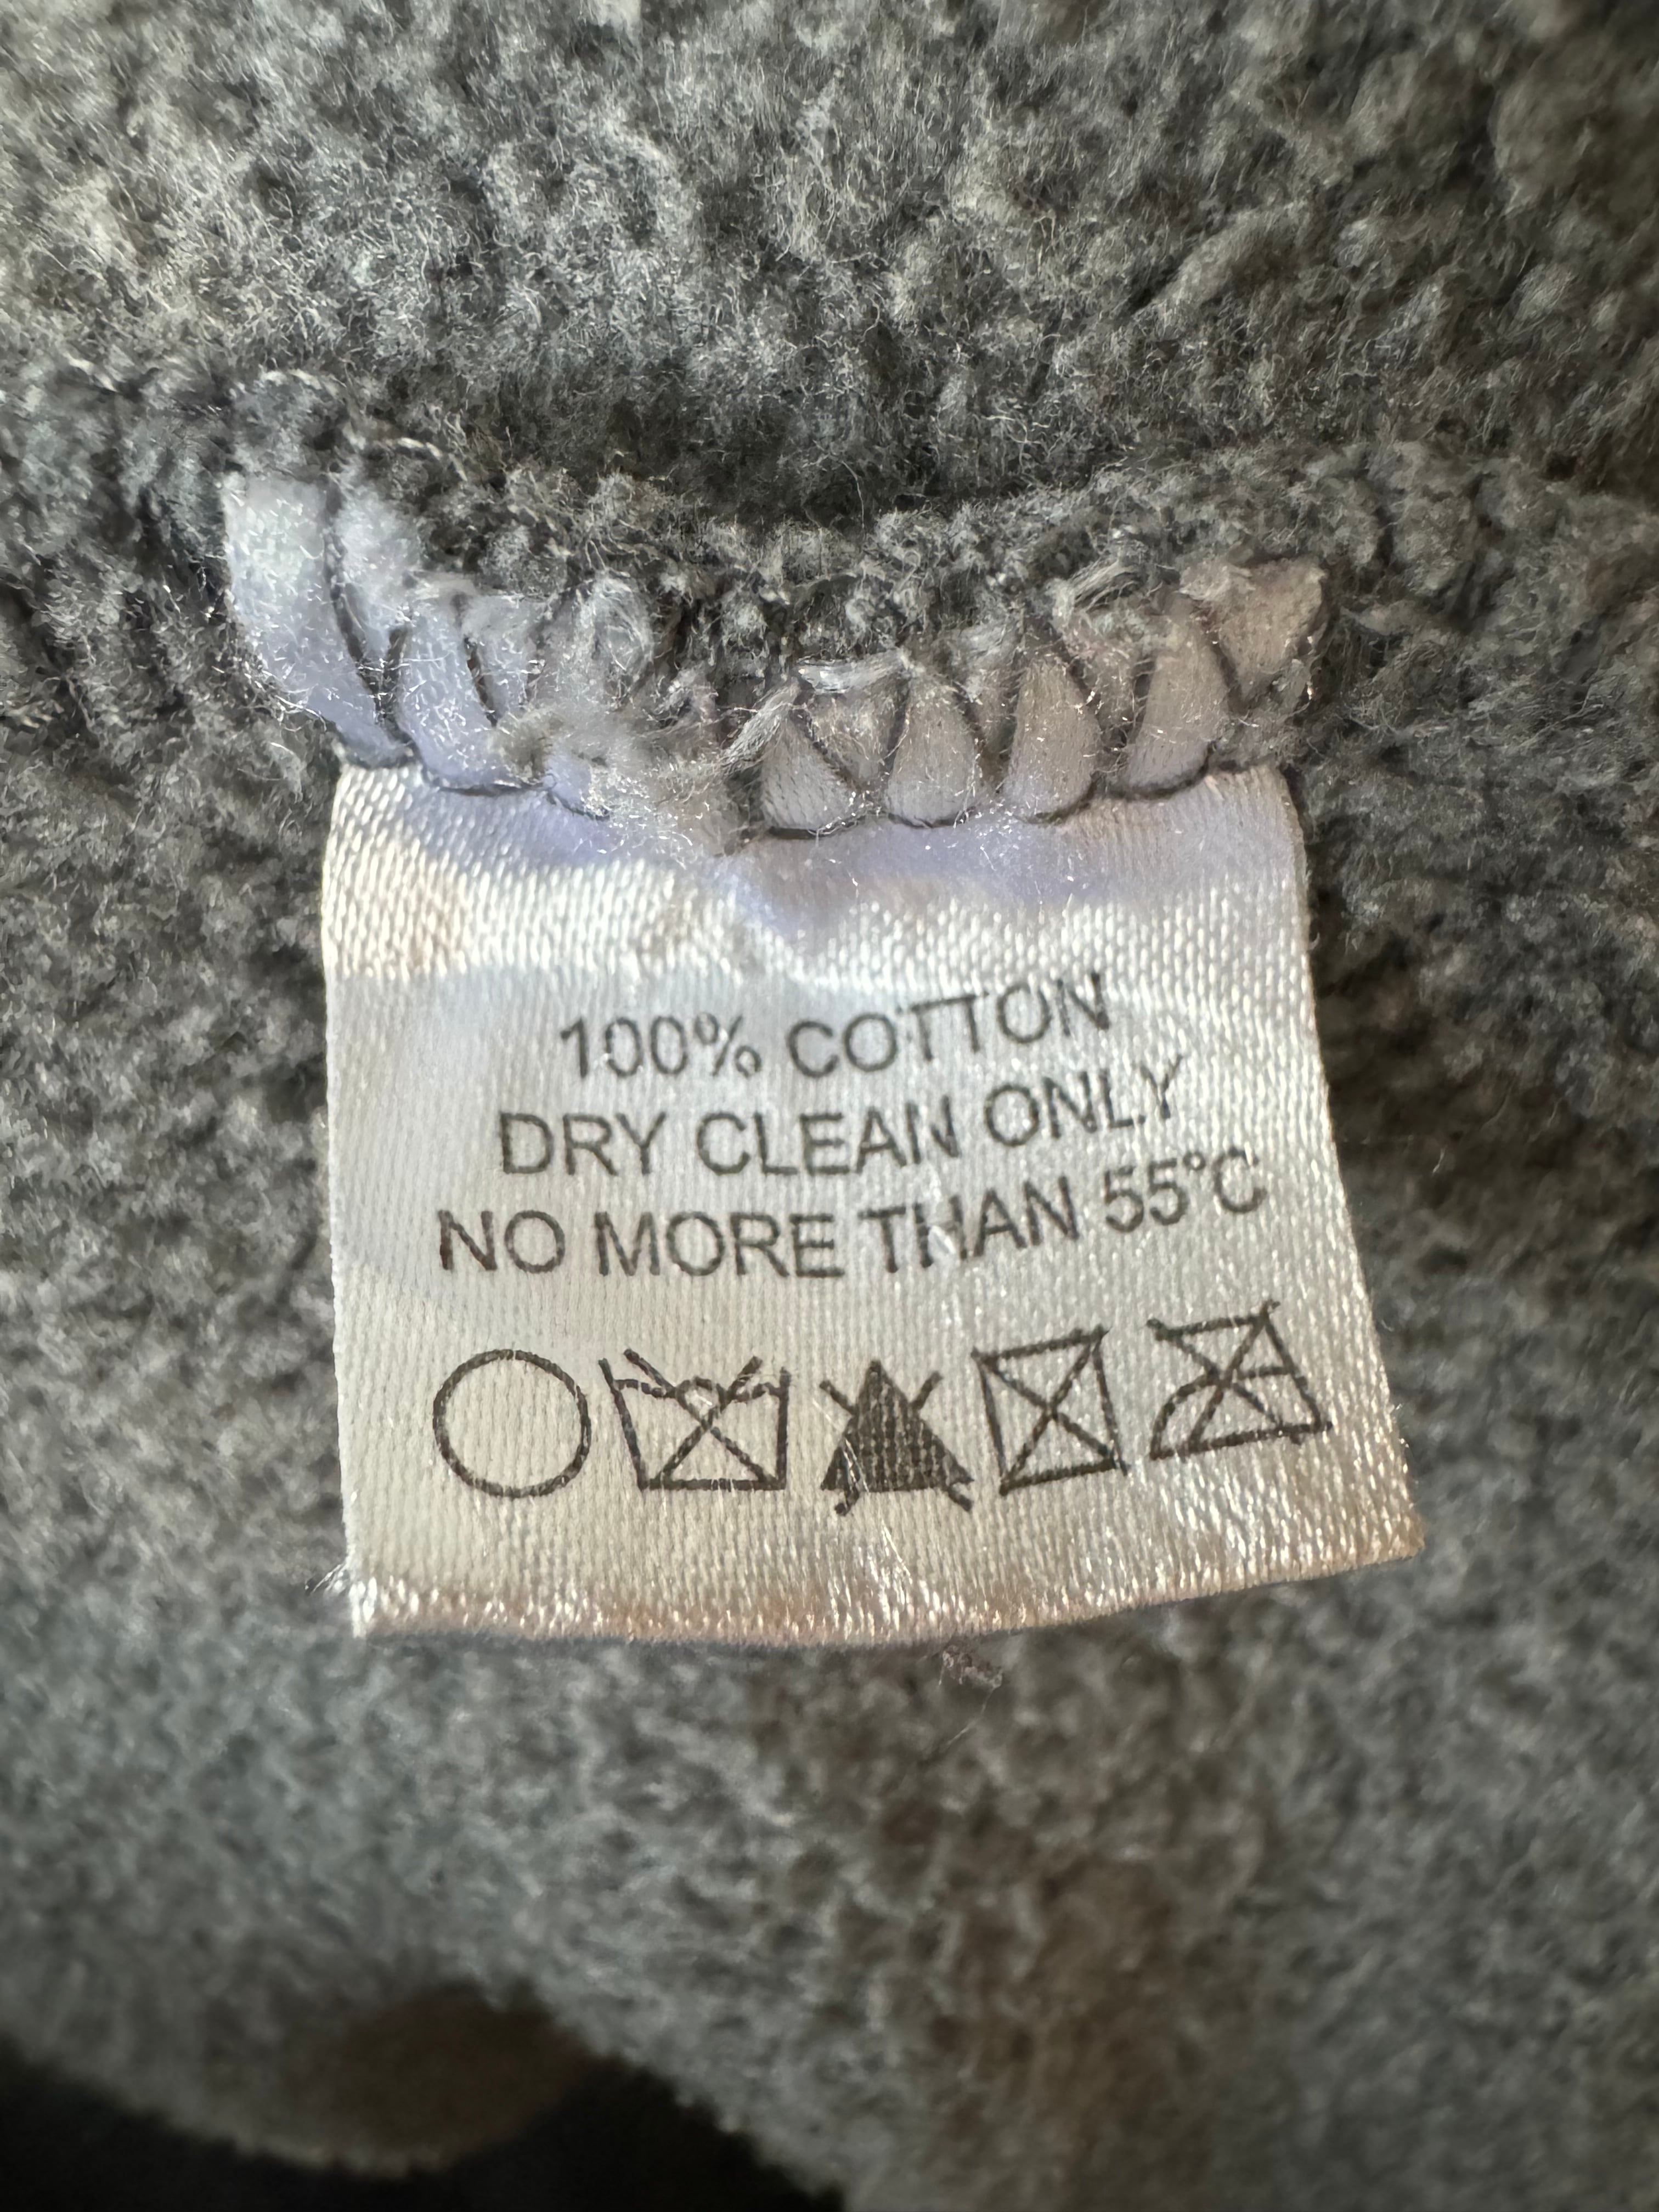 100% COTTON
DRY CLEAN ONLY
NO MORE THAN 55°C